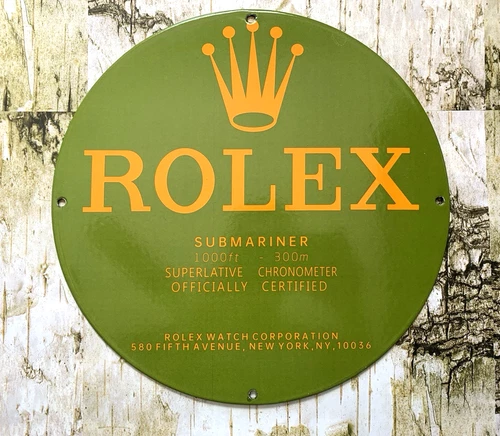 ROLEX
SUBMARINER
1000ft - 300m
SUPERLATIVE CHRONOMETER
OFFICIALLY CERTIFIED
ROLEX WATCH CORPORATION
580 FIFTH AVENUE, NEW YORK, NY, 10036